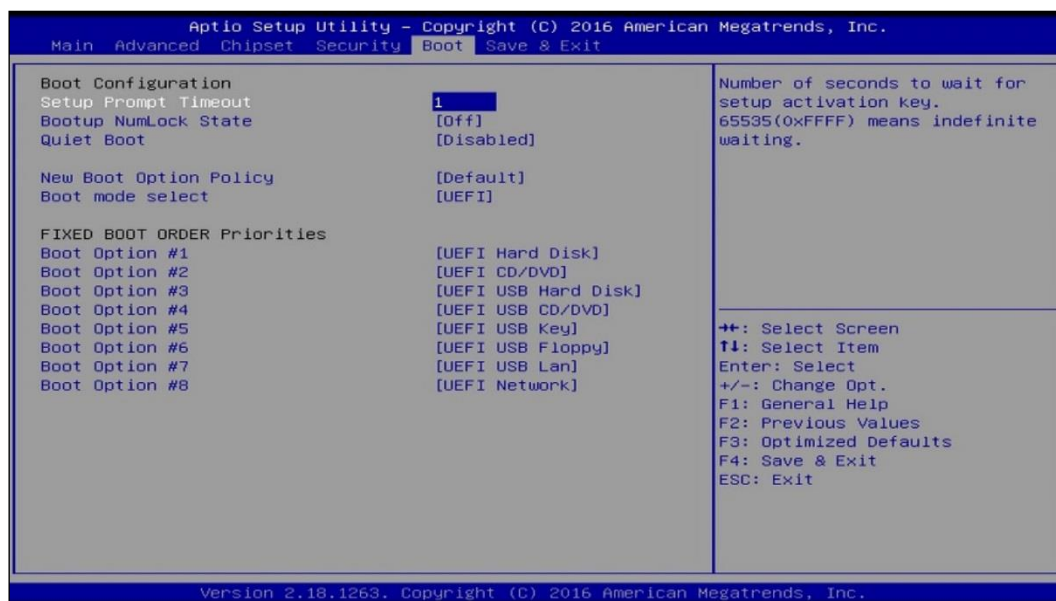 Aptio Setup Utility – Copyright (C) 2016 American Megatrends, Inc.
Main Advanced Chipset Security Boot Save & Exit
Boot Configuration
Setup Prompt Timeout 1
Bootup NumLock State [Off]
Quiet Boot [Disabled]
New Boot Option Policy [Default]
Boot mode select [UEFI]
FIXED BOOT ORDER Priorities
Boot Option #1 [UEFI Hard Disk]
Boot Option #2 [UEFI CD/DVD]
Boot Option #3 [UEFI USB Hard Disk]
Boot Option #4 [UEFI USB CD/DVD]
Boot Option #5 [UEFI USB Key]
Boot Option #6 [UEFI USB Floppy]
Boot Option #7 [UEFI USB Lan]
Boot Option #8 [UEFI Network]
Number of seconds to wait for
setup activation key.
65535(0xFFFF) means indefinite
waiting.
→←: Select Screen
↑↓: Select Item
Enter: Select
+/-: Change Opt.
F1: General Help
F2: Previous Values
F3: Optimized Defaults
F4: Save & Exit
ESC: Exit
Version 2.18.1263. Copyright (C) 2016 American Megatrends, Inc.